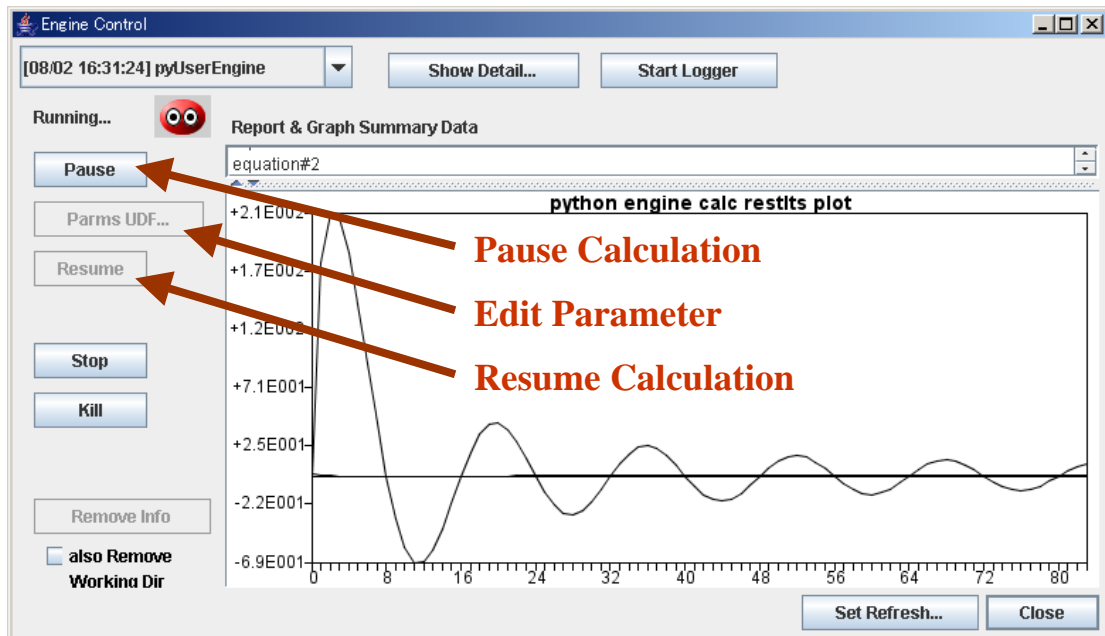 Engine Control
[08/02 16:31:24] pyUserEngine
Show Detail...
Start Logger
Running...
Report & Graph Summary Data
equation#2
Pause
Parms UDF...
Resume
Stop
Kill
Remove Info
also Remove
Working Dir
python engine calc restlts plot
+2.1E002
+1.7E002
+1.2E002
+7.1E001
+2.5E001
-2.2E001
-6.9E001
0 8 16 24 32 40 48 56 64 72 80
Pause Calculation
Edit Parameter
Resume Calculation
Set Refresh...
Close